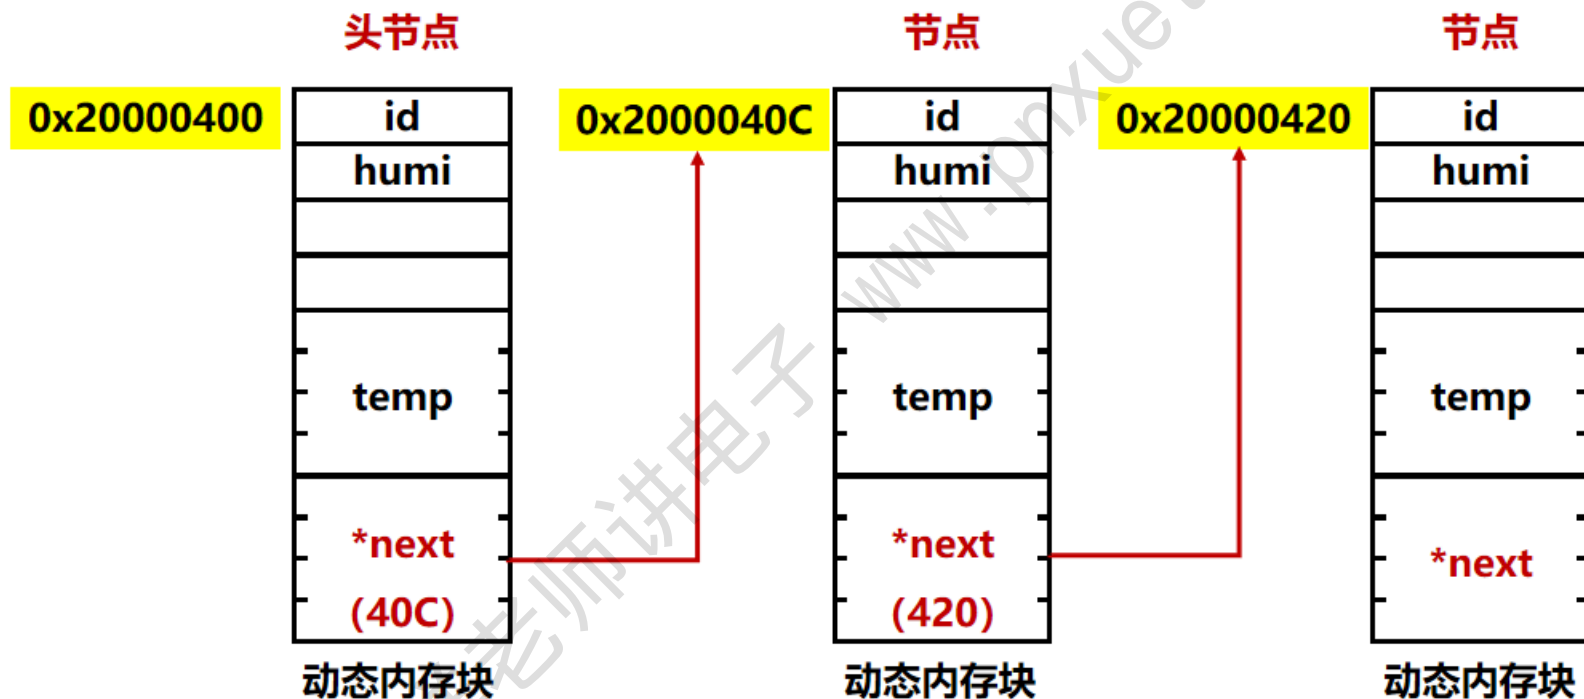 头节点 节点 节点
0x20000400 id 0x2000040C id 0x20000420 id
humi humi humi
temp temp temp
*next *next *next
(40C) (420)
动态内存块 动态内存块 动态内存块
老师讲电子 www.pnxue